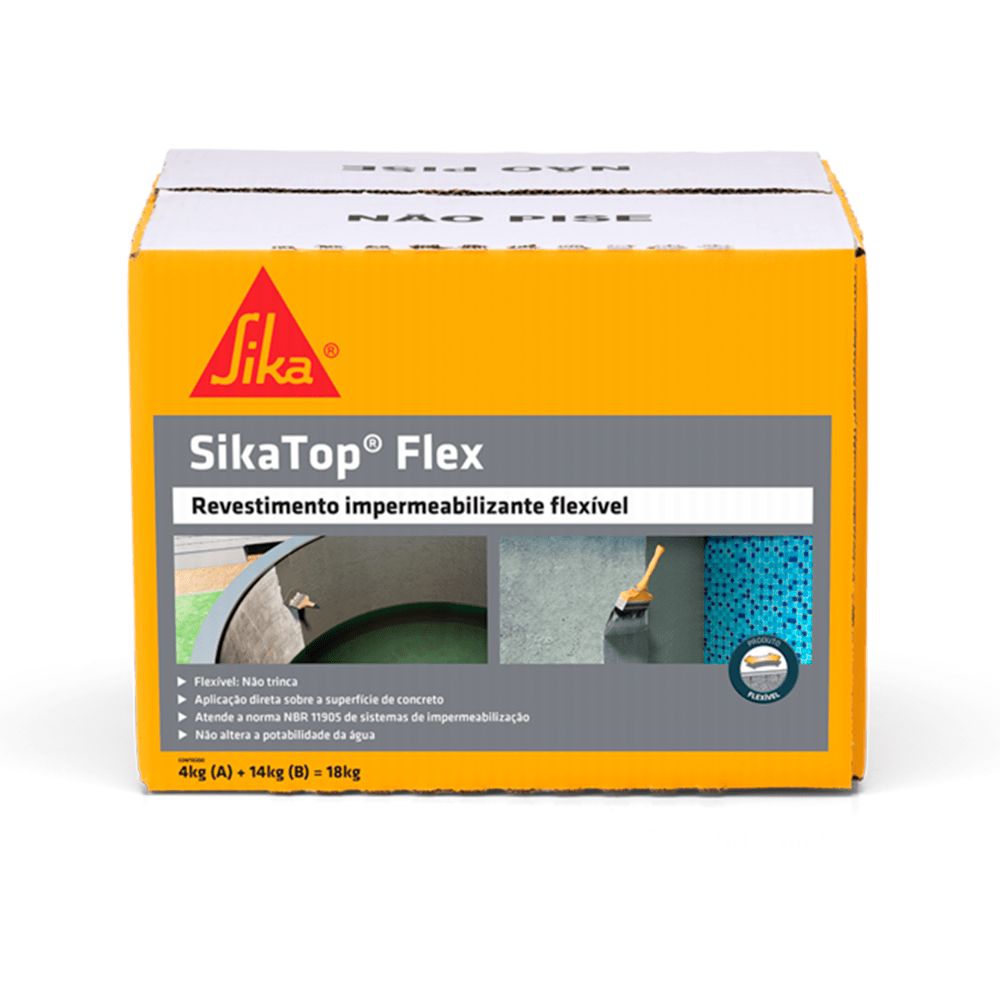 NÃO PISE
NÃO PISE
Sika®
SikaTop® Flex
Revestimento impermeabilizante flexível
PRODUTO
FLEXÍVEL
▶ Flexível: Não trinca
▶ Aplicação direta sobre a superfície de concreto
▶ Atende a norma NBR 11905 de sistemas de impermeabilização
▶ Não altera a potabilidade da água
CONTEÚDO
4kg (A) + 14kg (B) = 18kg